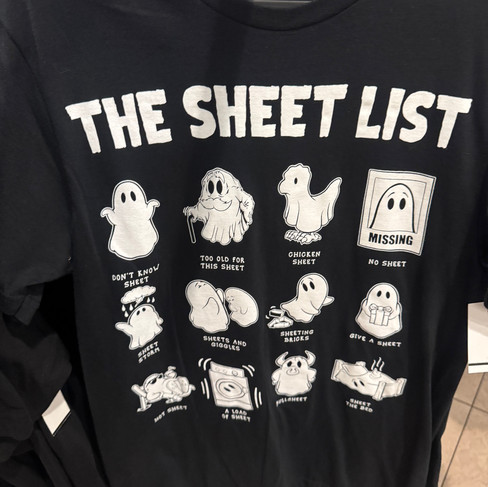 THE SHEET LIST
MISSING
DON'T KNOW
SHEET
TOO OLD FOR
THIS SHEET
CHICKEN
SHEET
NO SHEET
SHEET
STORM
SHEETS AND
GIGGLES
SHEETING
BRICKS
GIVE A SHEET
HOT SHEET
A LOAD
OF SHEET
BULLSHEET
SHEET
THE BED